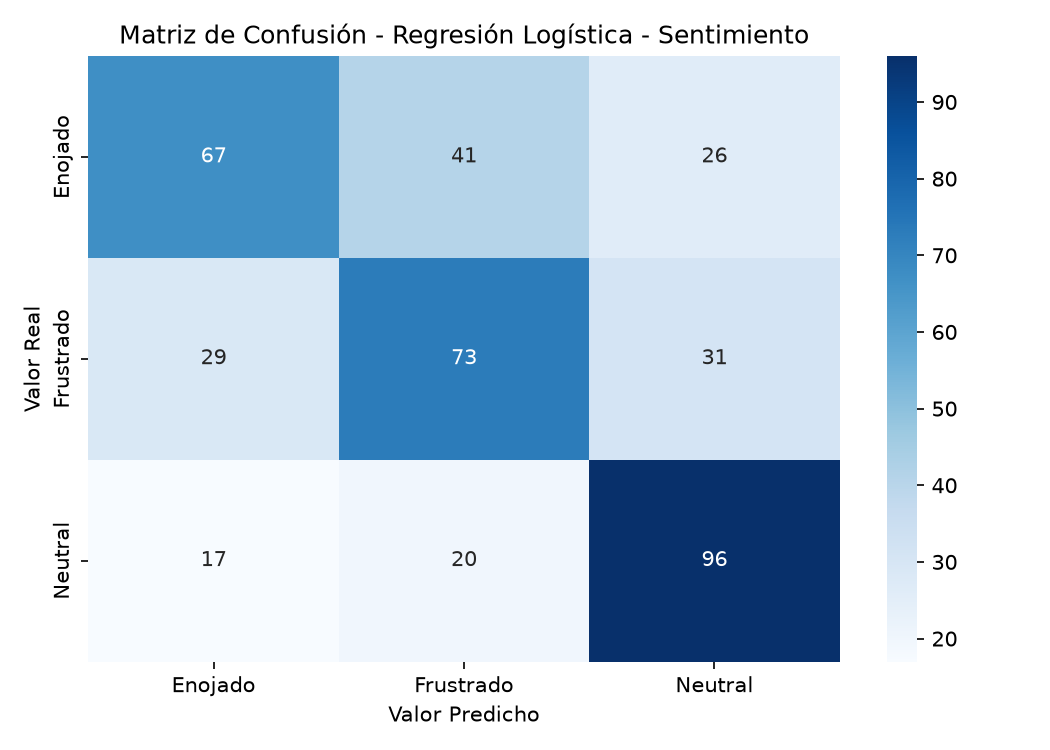 Matriz de Confusión - Regresión Logística - Sentimiento
Valor Real
Enojado
67
41
26
Frustrado
29
73
31
Neutral
17
20
96
Enojado
Frustrado
Neutral
Valor Predicho
90
80
70
60
50
40
30
20